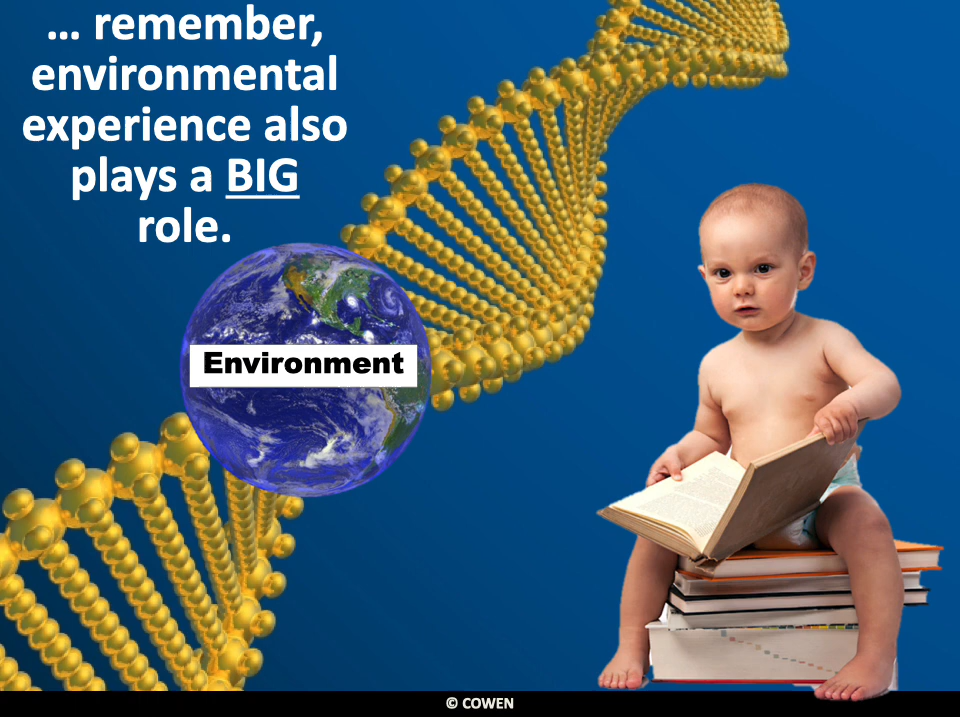 ... remember,
environmental
experience also
plays a BIG
role.
Environment
© COWEN